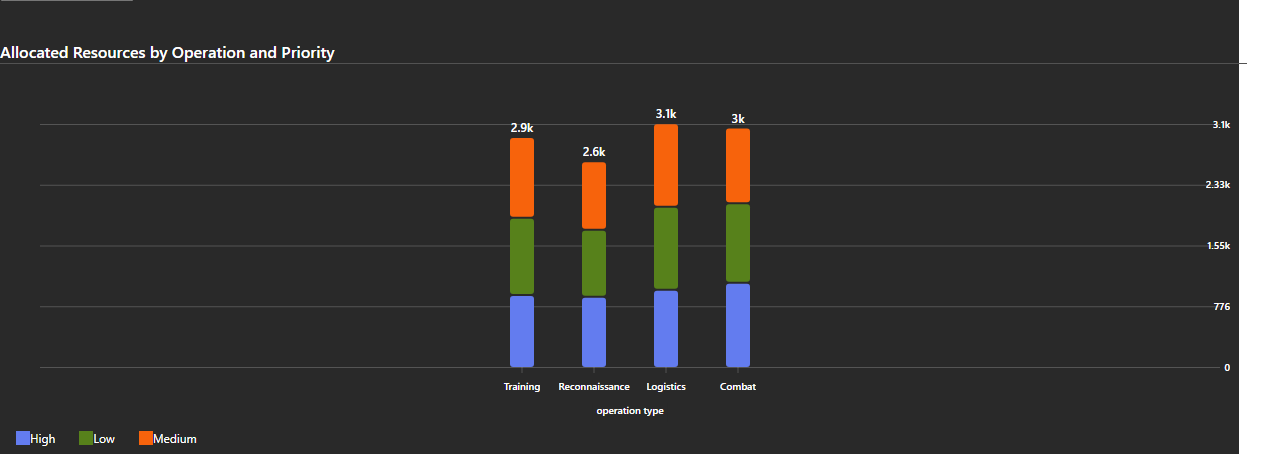 Allocated Resources by Operation and Priority
2.9k
2.6k
3.1k
3k
3.1k
2.33k
1.55k
776
0
Training Reconnaissance Logistics Combat
operation type
High Low Medium